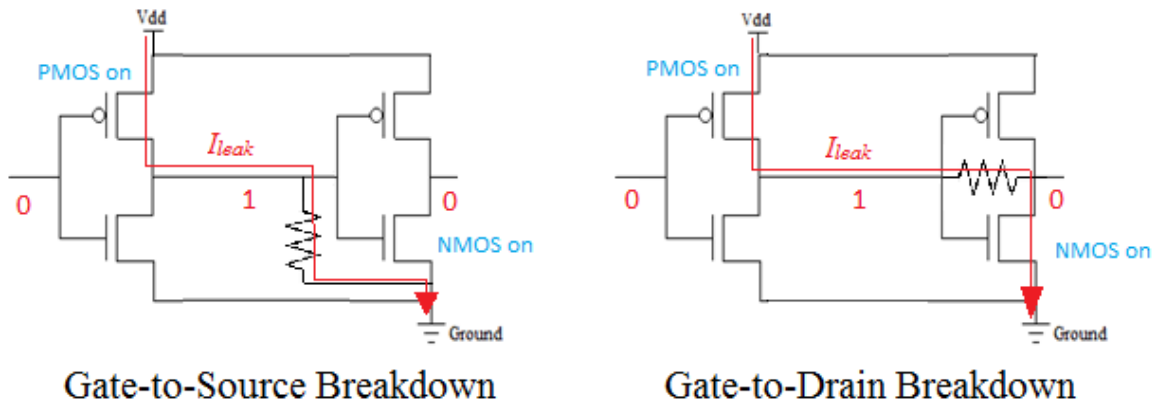 Vdd
PMOS on
Ileak
0
1
0
NMOS on
Ground
Gate-to-Source Breakdown
Vdd
PMOS on
Ileak
0
1
0
NMOS on
Ground
Gate-to-Drain Breakdown